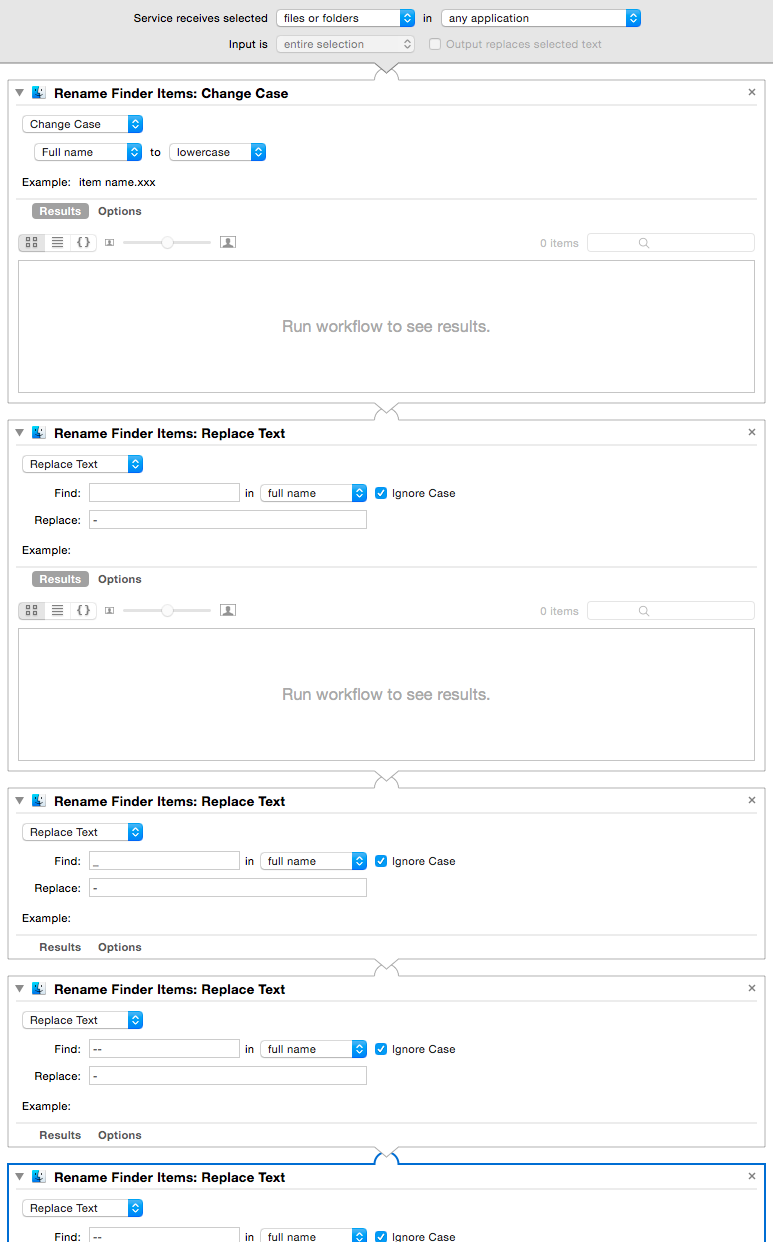 Service receives selected files or folders in any application
Input is entire selection Output replaces selected text
Rename Finder Items: Change Case
Change Case
Full name to lowercase
Example: item name.xxx
Results Options
0 items
Run workflow to see results.
Rename Finder Items: Replace Text
Replace Text
Find: in full name Ignore Case
Replace: -
Example:
Results Options
0 items
Run workflow to see results.
Rename Finder Items: Replace Text
Replace Text
Find: _ in full name Ignore Case
Replace: -
Example:
Results Options
Rename Finder Items: Replace Text
Replace Text
Find: -- in full name Ignore Case
Replace: -
Example:
Results Options
Rename Finder Items: Replace Text
Replace Text
Find: -- in full name Ignore Case